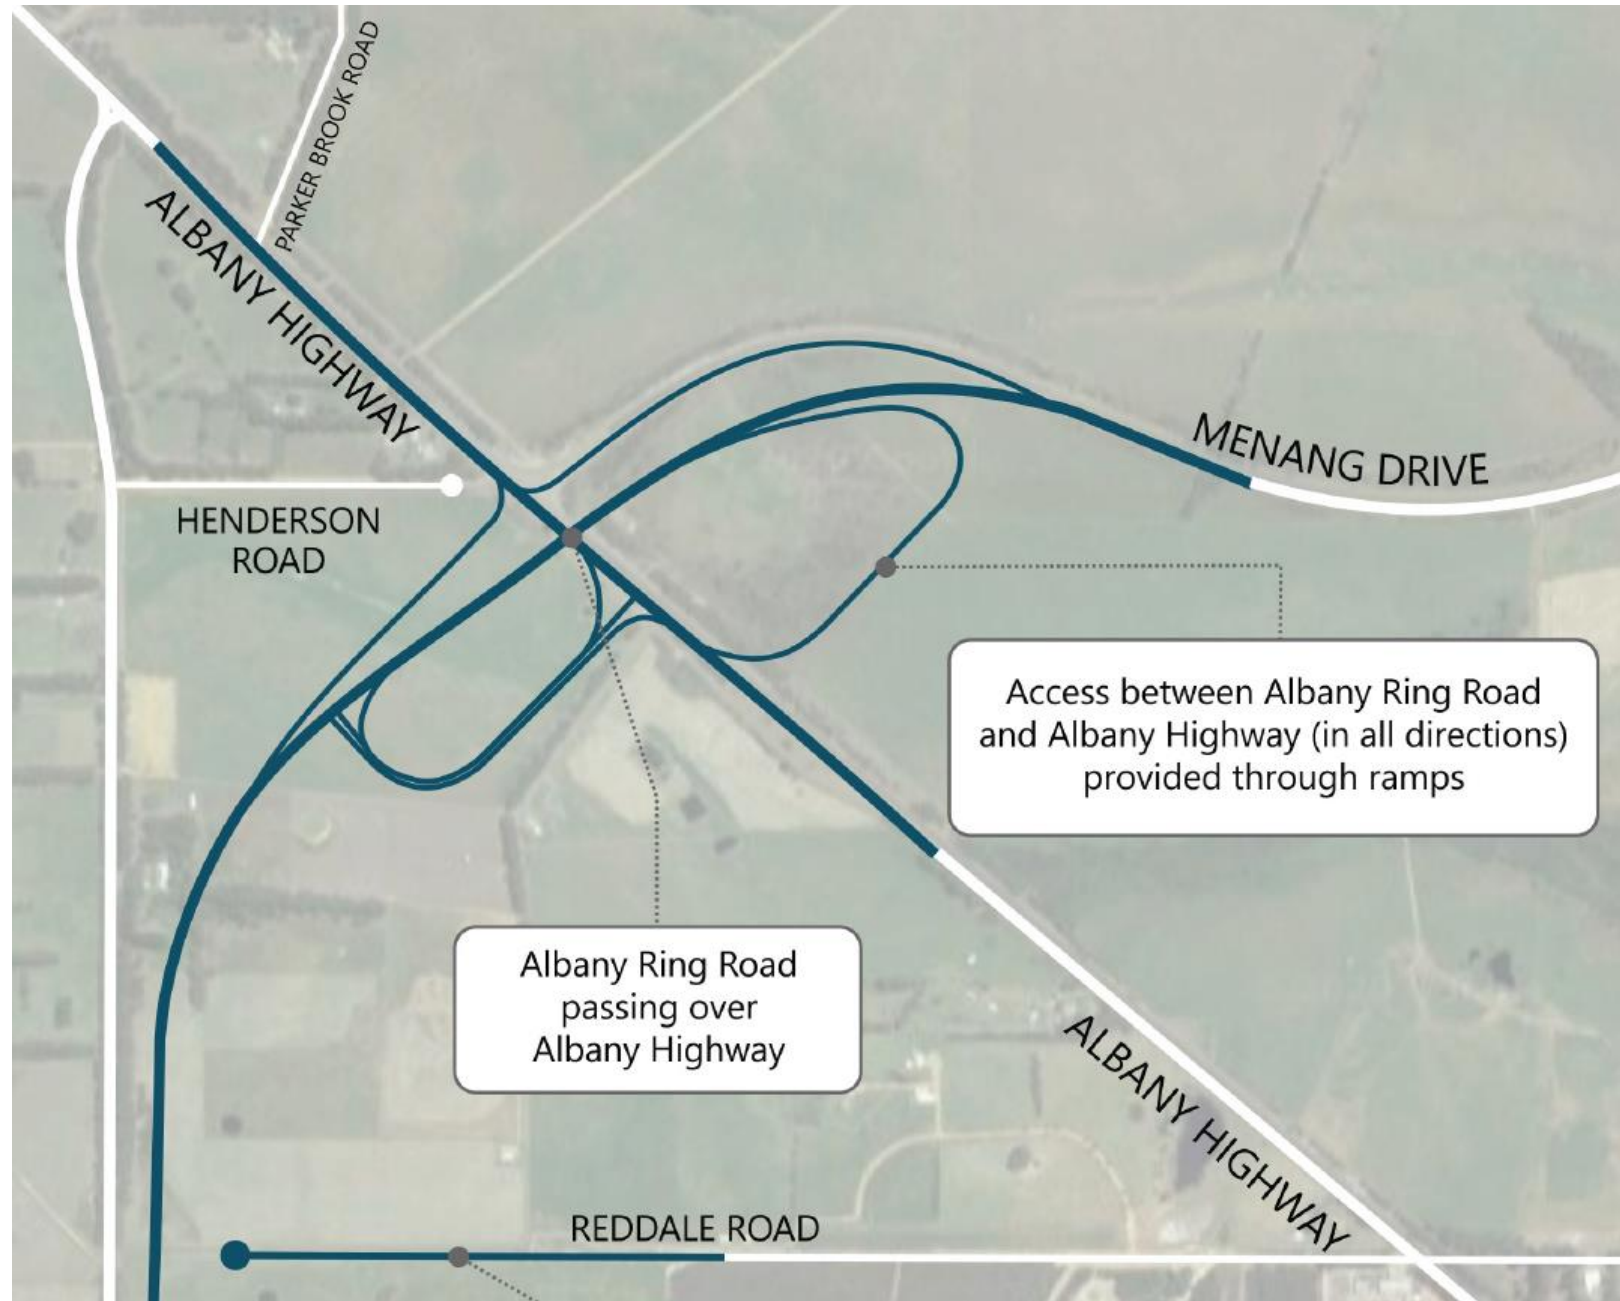 PARKER BROOK ROAD
ALBANY HIGHWAY
MENANG DRIVE
HENDERSON
ROAD
Access between Albany Ring Road
and Albany Highway (in all directions)
provided through ramps
Albany Ring Road
passing over
Albany Highway
ALBANY HIGHWAY
REDDALE ROAD